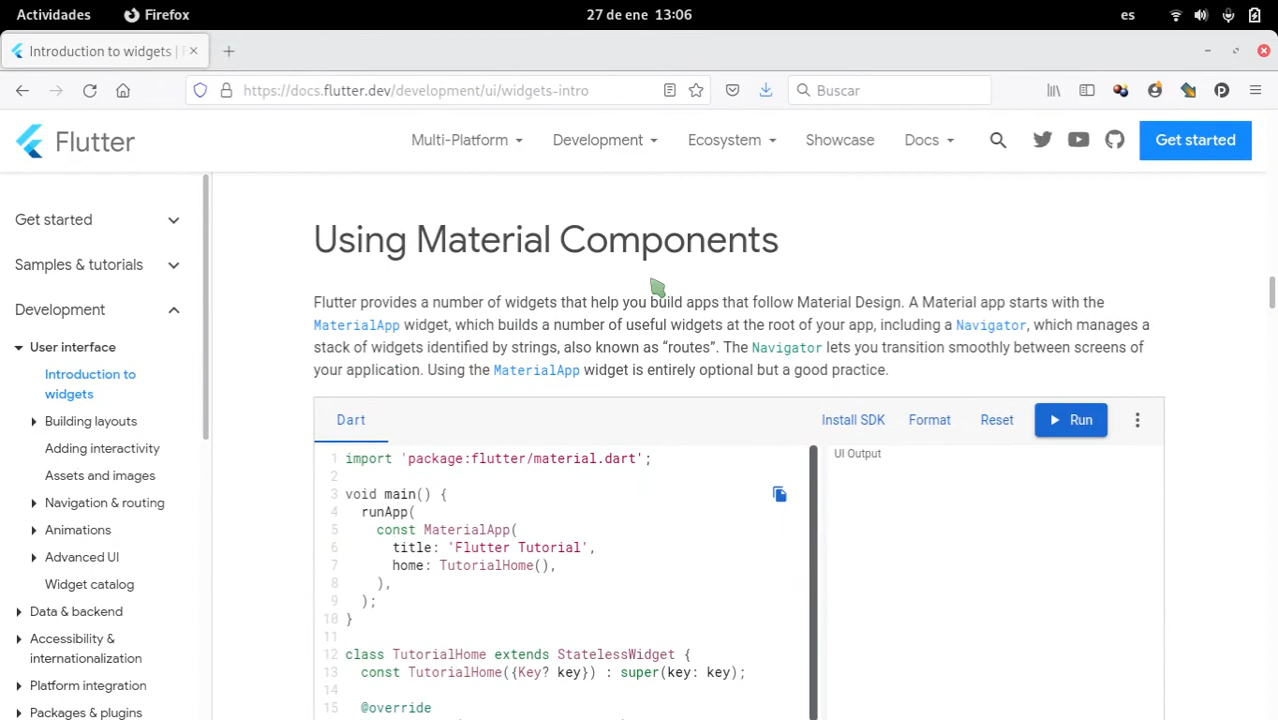 Actividades
Firefox
27 de ene 13:06
es
Introduction to widgets |
https://docs.flutter.dev/development/ui/widgets-intro
Buscar
Flutter
Multi-Platform
Development
Ecosystem
Showcase
Docs
Get started
Get started
Samples & tutorials
Development
User interface
Introduction to
widgets
Building layouts
Adding interactivity
Assets and images
Navigation & routing
Animations
Advanced UI
Widget catalog
Data & backend
Accessibility &
internationalization
Platform integration
Packages & plugins
Using Material Components
Flutter provides a number of widgets that help you build apps that follow Material Design. A Material app starts with the
MaterialApp widget, which builds a number of useful widgets at the root of your app, including a Navigator, which manages a
stack of widgets identified by strings, also known as “routes”. The Navigator lets you transition smoothly between screens of
your application. Using the MaterialApp widget is entirely optional but a good practice.
Dart
Install SDK
Format
Reset
Run
UI Output
1 import 'package:flutter/material.dart';
2
3 void main() {
4 runApp(
5 const MaterialApp(
6 title: 'Flutter Tutorial',
7 home: TutorialHome(),
8 ),
9 );
10 }
11
12 class TutorialHome extends StatelessWidget {
13 const TutorialHome({Key? key}) : super(key: key);
14
15 @override